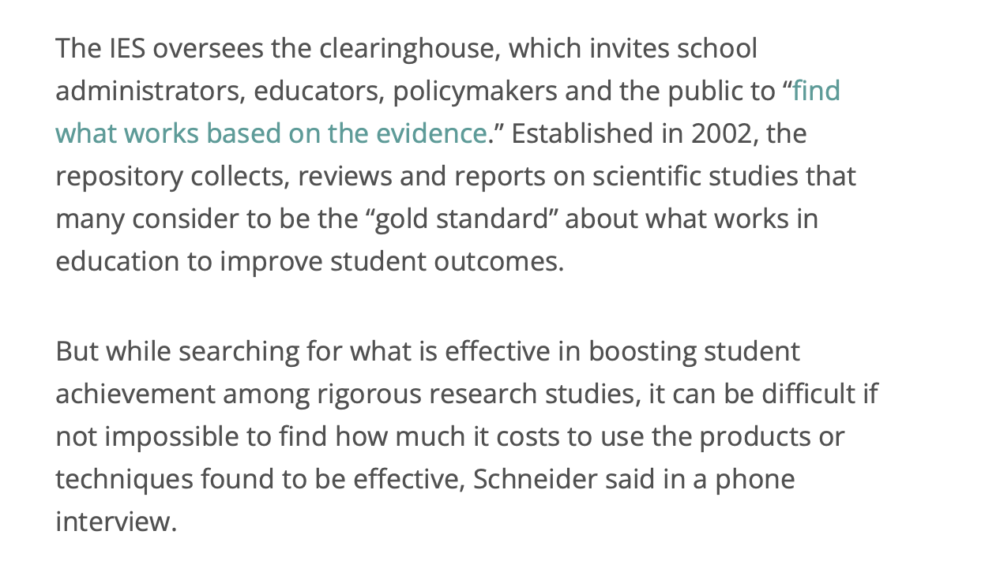 The IES oversees the clearinghouse, which invites school
administrators, educators, policymakers and the public to “find
what works based on the evidence.” Established in 2002, the
repository collects, reviews and reports on scientific studies that
many consider to be the “gold standard” about what works in
education to improve student outcomes.
But while searching for what is effective in boosting student
achievement among rigorous research studies, it can be difficult if
not impossible to find how much it costs to use the products or
techniques found to be effective, Schneider said in a phone
interview.